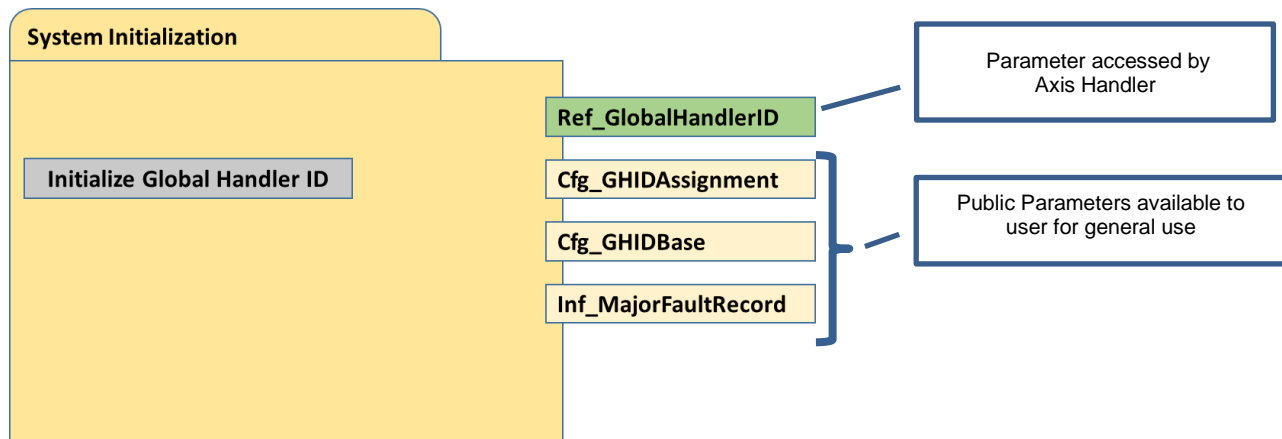 System Initialization
Ref_GlobalHandlerID
Parameter accessed by
Axis Handler
Initialize Global Handler ID
Cfg_GHIDAssignment
Cfg_GHIDBase
Inf_MajorFaultRecord
Public Parameters available to
user for general use